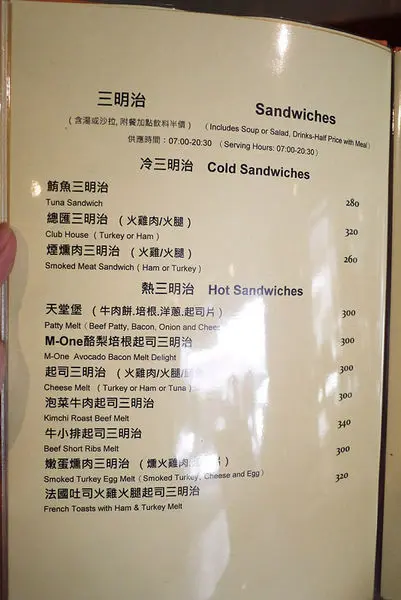 三明治 Sandwiches
(含湯或沙拉, 附餐加點飲料半價) (Includes Soup or Salad, Drinks-Half Price with Meal)
供應時間:07:00-20:30 (Serving Hours: 07:00-20:30)
冷三明治 Cold Sandwiches
鮪魚三明治
Tuna Sandwich 280
總匯三明治 (火雞肉/火腿)
Club House (Turkey or Ham) 320
煙燻肉三明治 (火雞/火腿)
Smoked Meat Sandwich (Ham or Turkey) 260
熱三明治 Hot Sandwiches
天堂堡 (牛肉餅.培根.洋蔥.起司片) 300
Patty Melt (Beef Patty, Bacon, Onion and
M-One酪梨培根起司三明治 300
M-One Avocado Bacon Melt Delight
起司三明治 (火雞肉/火腿/ 300
Cheese Melt (Turkey or Ham or Tuna)
泡菜牛肉起司三明治 300
Kimchi Roast Beef Melt
牛小排起司三明治 340
Beef Short Ribs Melt
嫩蛋燻肉三明治 (燻火雞肉 片) 300
Smoked Turkey Egg Melt (Smoked Turkey, Cheese and Egg)
法國吐司火雞火腿起司三明治 320
French Toasts with Ham & Turkey Melt